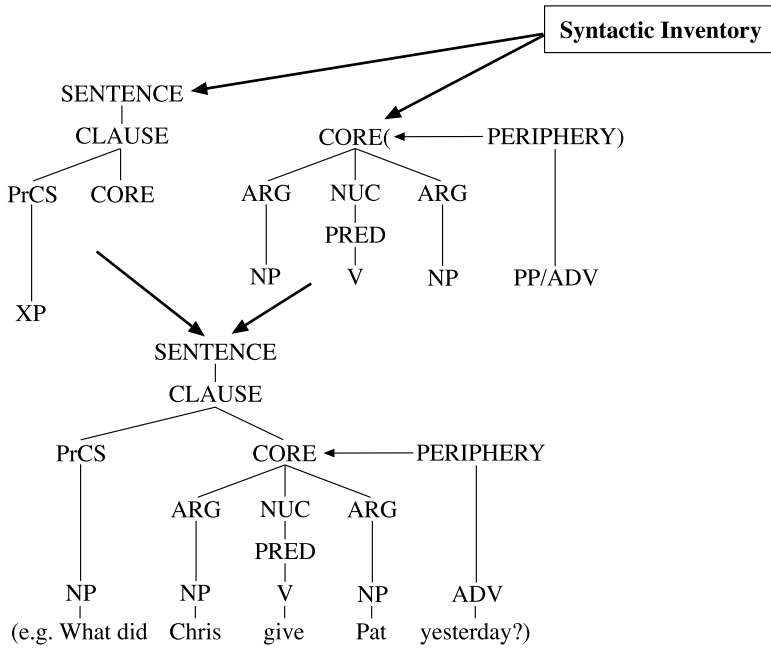 Syntactic Inventory
SENTENCE
CLAUSE CORE( PERIPHERY)
PrCS CORE ARG NUC ARG
PRED
NP V NP PP/ADV
XP
SENTENCE
CLAUSE
PrCS CORE PERIPHERY
ARG NUC ARG
PRED
NP NP V NP ADV
(e.g. What did Chris give Pat yesterday?)